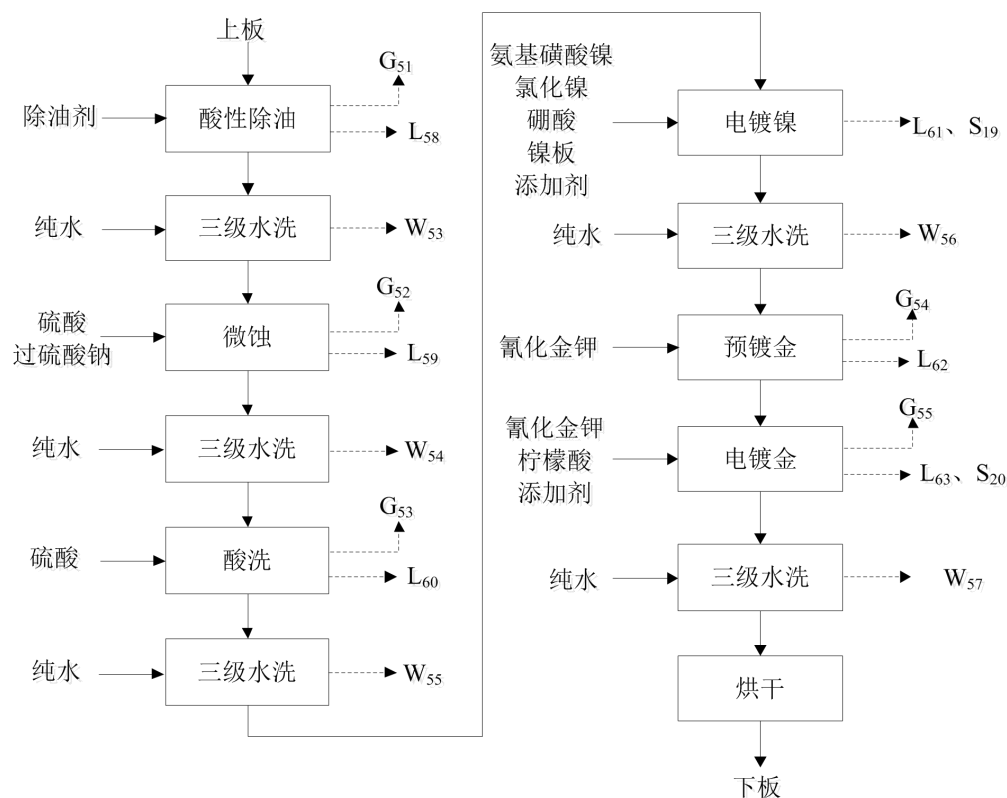 上板
G51
除油剂
酸性除油
L58
纯水
三级水洗
W53
G52
硫酸
过硫酸钠
微蚀
L59
纯水
三级水洗
W54
G53
硫酸
酸洗
L60
纯水
三级水洗
W55
氨基磺酸镍
氯化镍
硼酸
镍板
添加剂
电镀镍
L61、S19
纯水
三级水洗
W56
G54
氰化金钾
预镀金
L62
G55
氰化金钾
柠檬酸
添加剂
电镀金
L63、S20
纯水
三级水洗
W57
烘干
下板